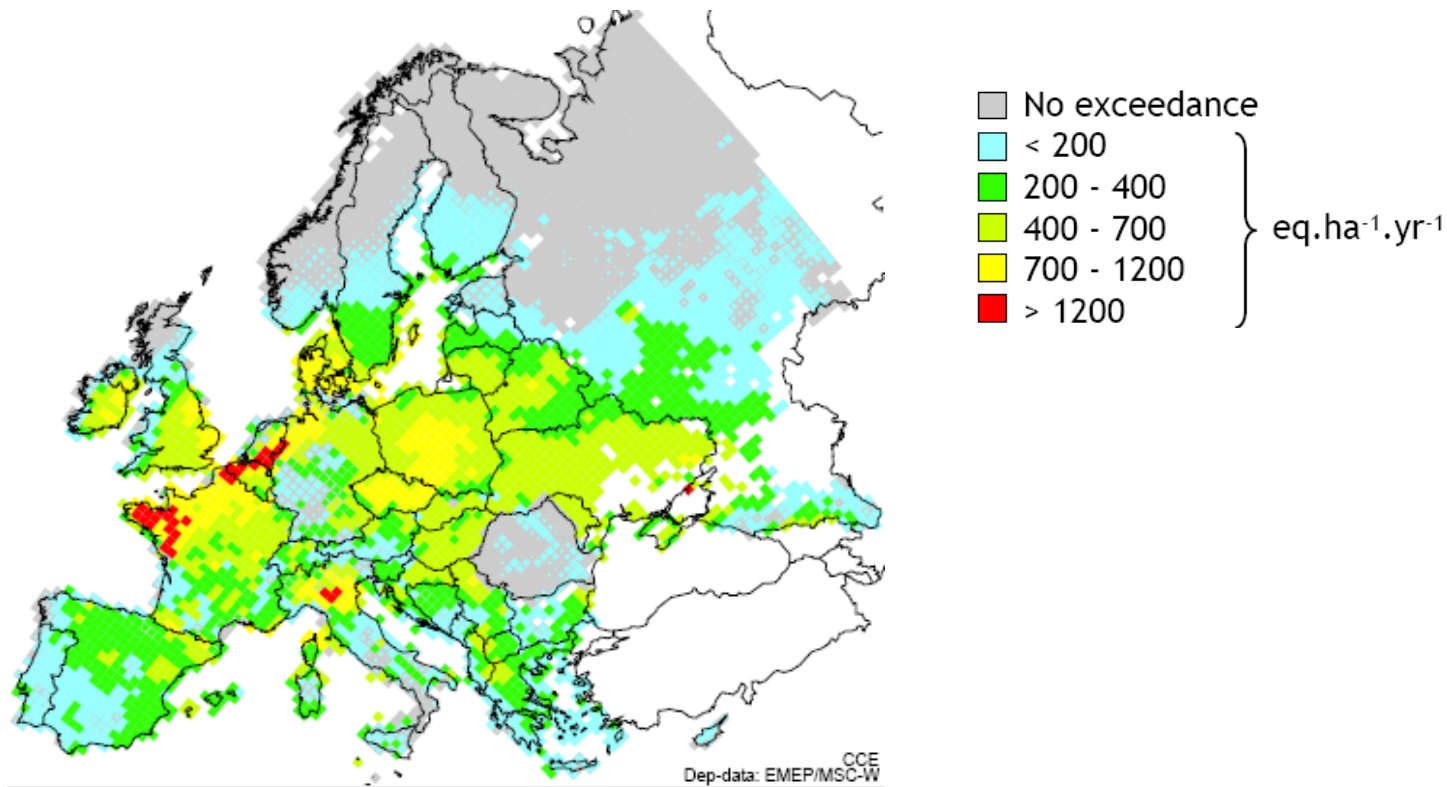 No exceedance
< 200
200 - 400
400 - 700
700 - 1200
> 1200
eq.ha⁻¹.yr⁻¹
CCE
Dep-data: EMEP/MSC-W